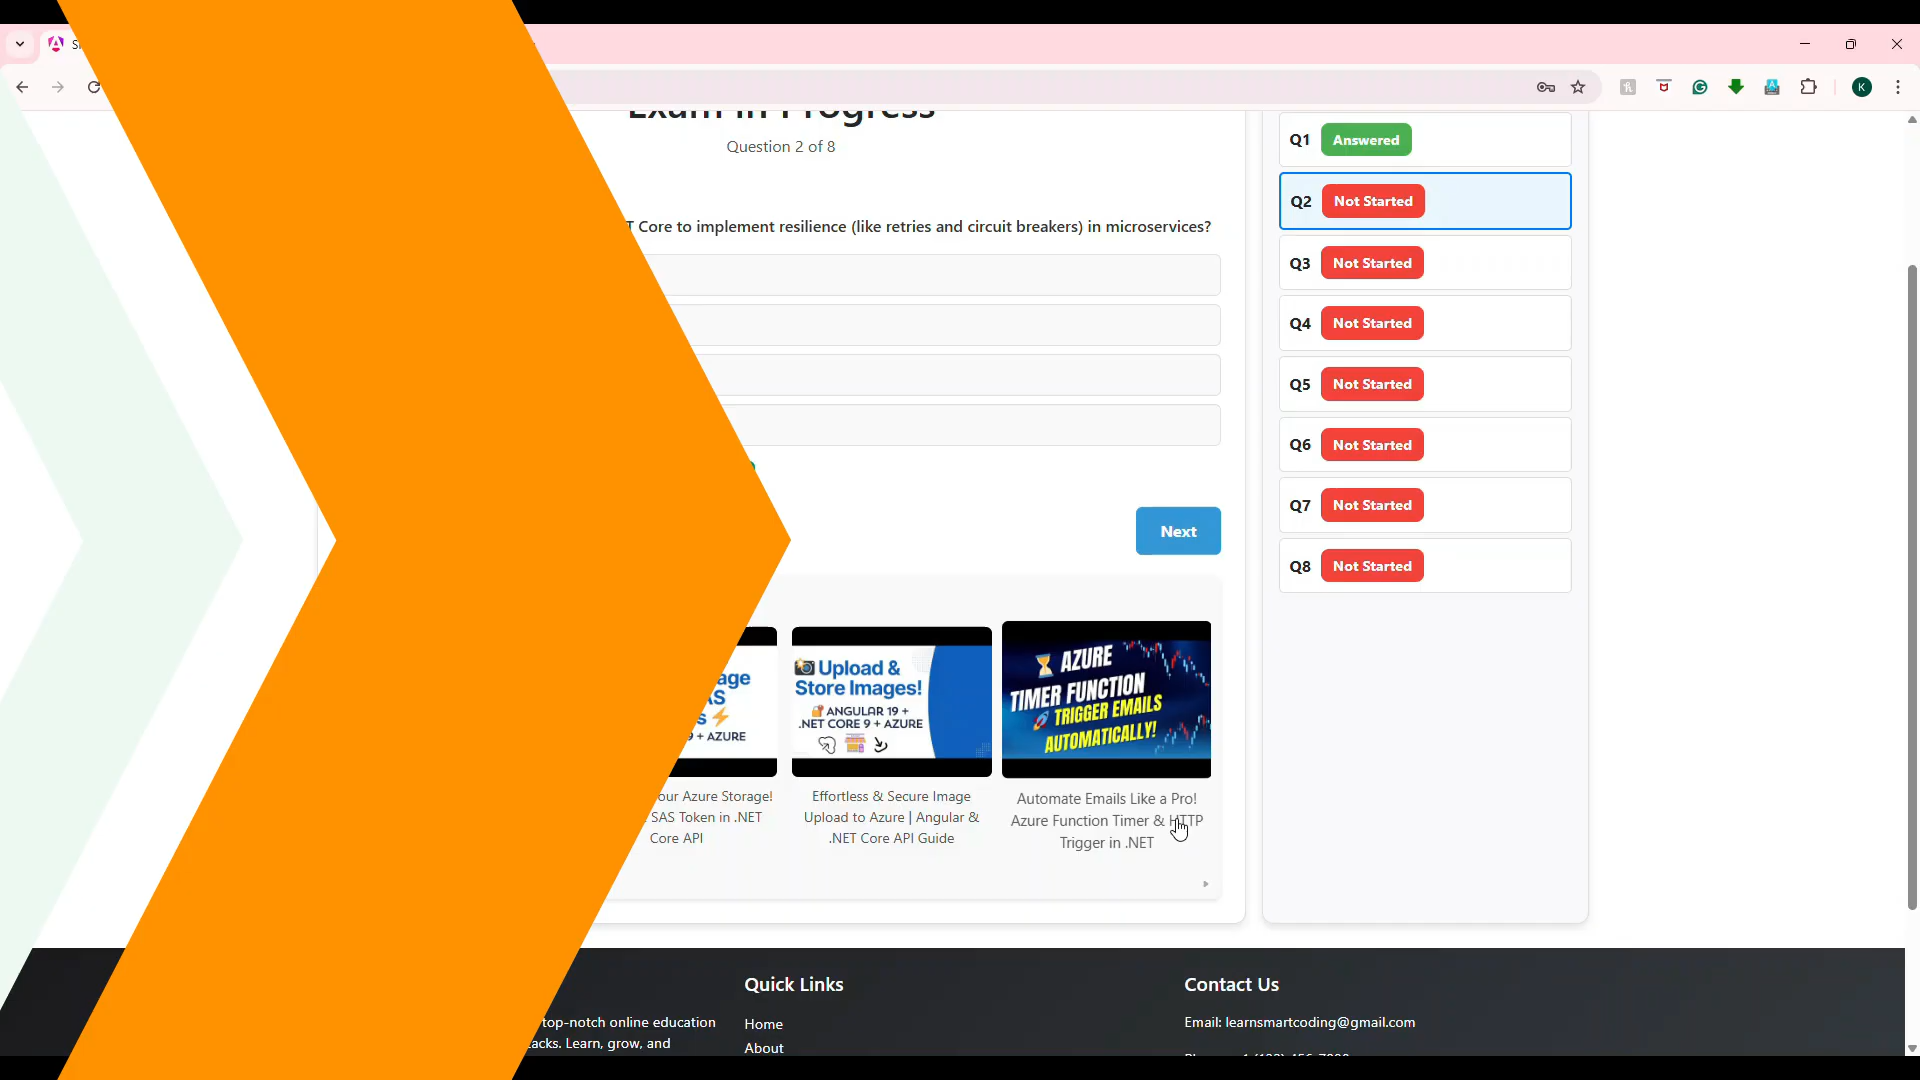 K
Exam in Progress
Question 2 of 8
Core to implement resilience (like retries and circuit breakers) in microservices?
Next
Q1 Answered
Q2 Not Started
Q3 Not Started
Q4 Not Started
Q5 Not Started
Q6 Not Started
Q7 Not Started
Q8 Not Started
9 + AZURE
our Azure Storage!
SAS Token in .NET
Core API
Upload &
Store Images!
ANGULAR 19 +
.NET CORE 9 + AZURE
Effortless & Secure Image
Upload to Azure | Angular &
.NET Core API Guide
AZURE
TIMER FUNCTION
TRIGGER EMAILS
AUTOMATICALLY!
Automate Emails Like a Pro!
Azure Function Timer & HTTP
Trigger in .NET
top-notch online education
Learn, grow, and
Quick Links
Home
About
Contact Us
Email: learnsmartcoding@gmail.com